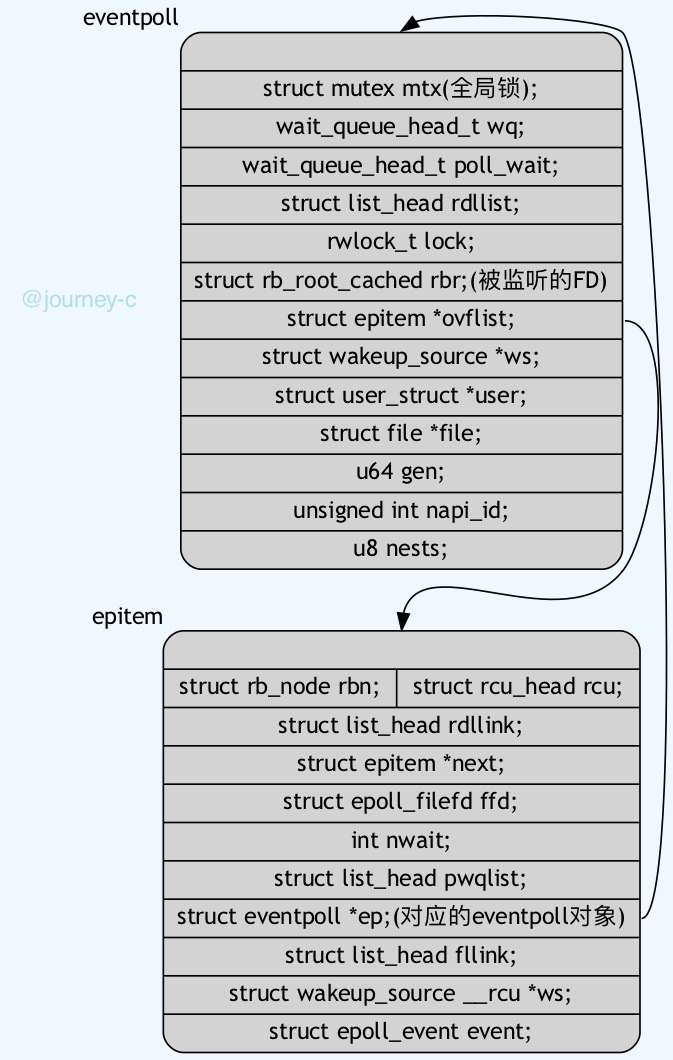 eventpoll
struct mutex mtx(全局锁);
wait_queue_head_t wq;
wait_queue_head_t poll_wait;
struct list_head rdllist;
rwlock_t lock;
struct rb_root_cached rbr;(被监听的FD)
@journey-c
struct epitem *ovflist;
struct wakeup_source *ws;
struct user_struct *user;
struct file *file;
u64 gen;
unsigned int napi_id;
u8 nests;
epitem
struct rb_node rbn; struct rcu_head rcu;
struct list_head rdllink;
struct epitem *next;
struct epoll_filefd ffd;
int nwait;
struct list_head pwqlist;
struct eventpoll *ep;(对应的eventpoll对象)
struct list_head fllink;
struct wakeup_source __rcu *ws;
struct epoll_event event;